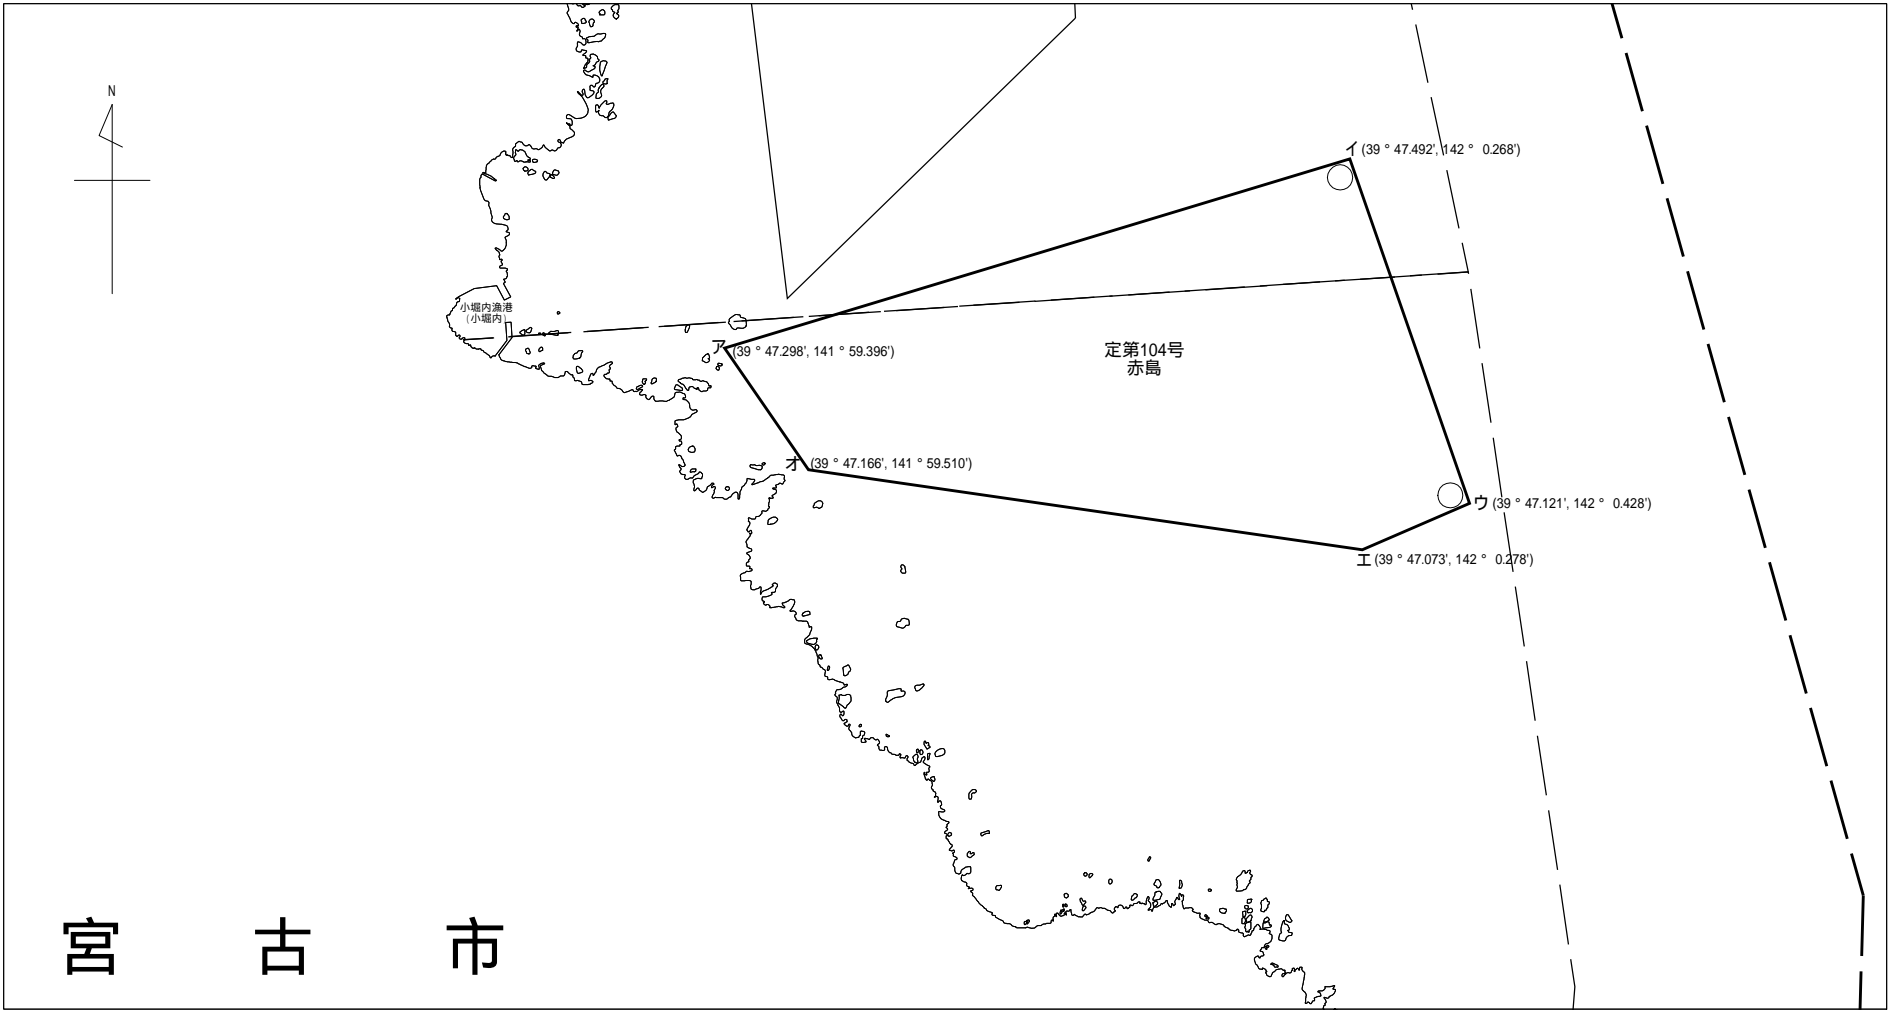 N
イ (39 ° 47.492', 142 ° 0.268')
小堀内漁港
（小堀内）
ア (39 ° 47.298', 141 ° 59.396')
定第104号
赤島
オ (39 ° 47.166', 141 ° 59.510')
ウ (39 ° 47.121', 142 ° 0.428')
エ (39 ° 47.073', 142 ° 0.278')
宮 古 市